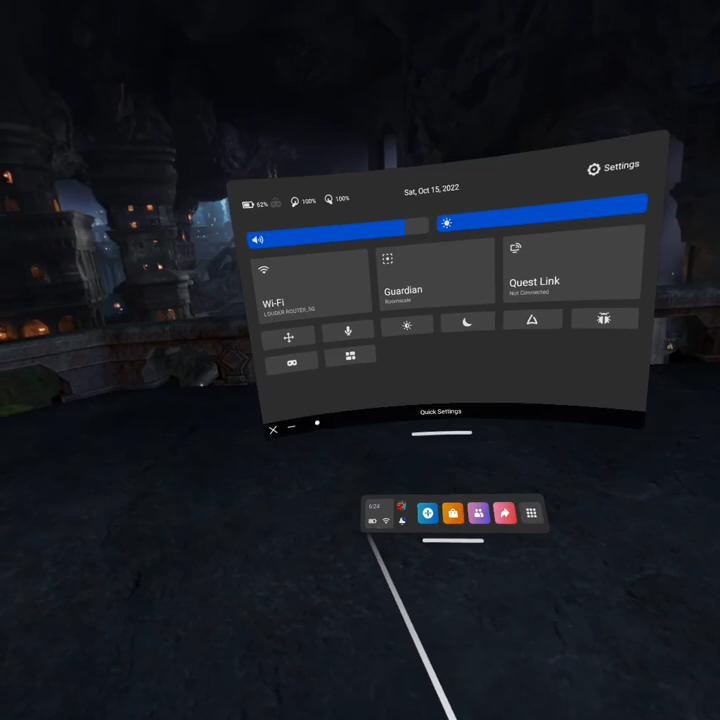 Settings
62% 100% 100%
Sat, Oct 15, 2022
Wi-Fi
LOUDER ROUTER_5G
Guardian
Roomscale
Quest Link
Not Connected
Quick Settings
6:24